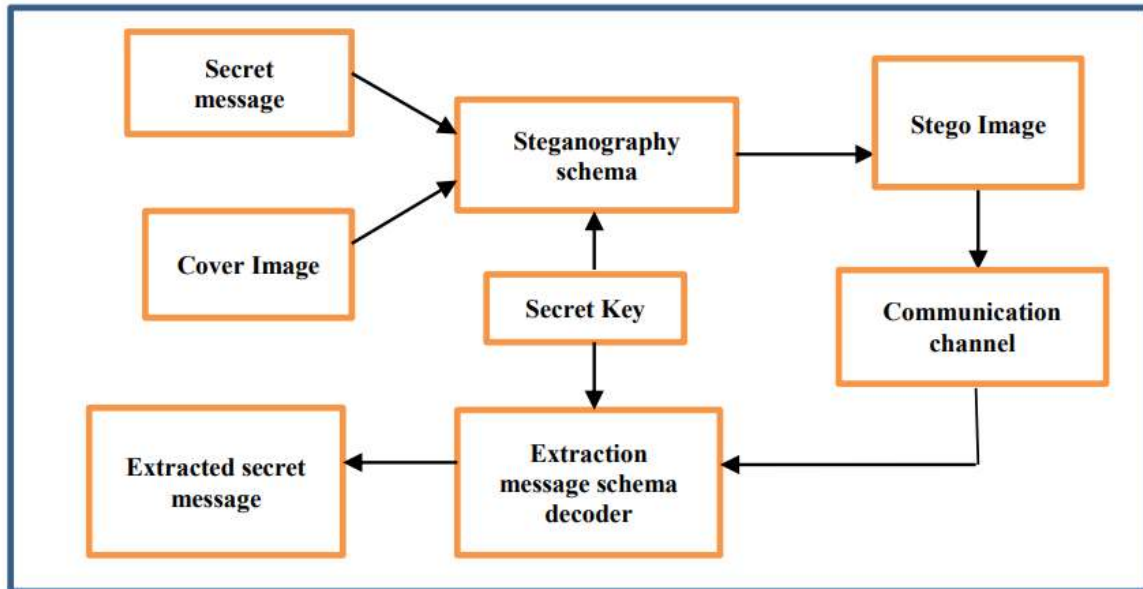 Secret
message
Steganography
schema
Stego Image
Cover Image
Secret Key
Communication
channel
Extracted secret
message
Extraction
message schema
decoder